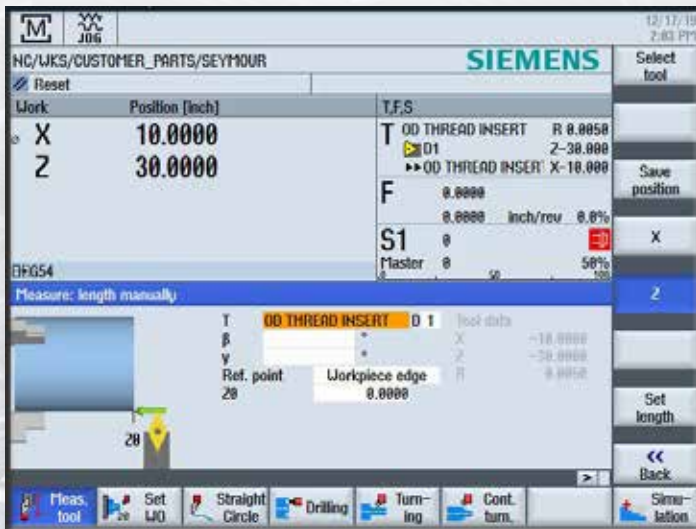 M
JOG
12/17/19
2:03 PM
NC/WKS/CUSTOMER_PARTS/SEYMOUR
SIEMENS
Select
tool
Reset
Work
Position [inch]
T,F,S
X
10.0000
Z
30.0000
T
OD THREAD INSERT
R 0.0050
D1
Z-30.000
OD THREAD INSER
X-10.000
F
0.0000
0.0000
inch/rev
0.0%
S1
0
Master
0
50%
0
50
100
G54
Save
position
X
Z
Measure: length manually
T
OD THREAD INSERT
D 1
Tool data
β
°
X
-10.0000
γ
°
Z
-30.0000
Ref. point
Workpiece edge
R
0.0050
Z0
0.0000
Z0
Set
length
<<
Back
>
Meas.
tool
Set
WO
Straight
Circle
Drilling
Turn-
ing
Cont.
turn.
Simu-
lation